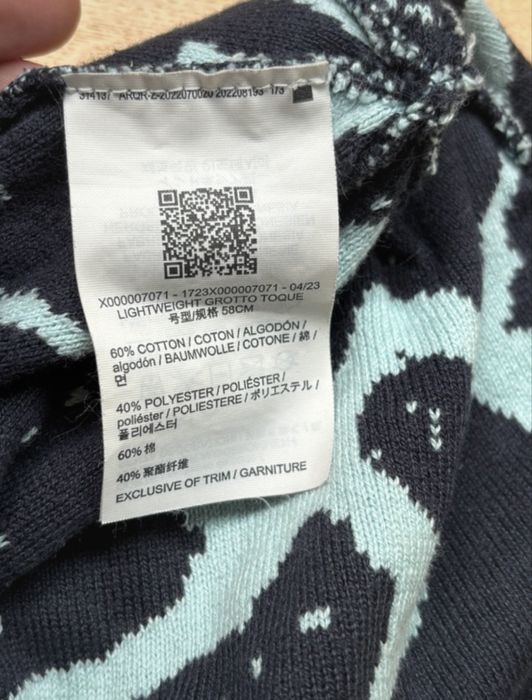 X000007071 - 1723X000007071 - 04/23
LIGHTWEIGHT GROTTO TOQUE
号型/规格 58CM
60% COTTON / COTON / ALGODÓN /
algodón / BAUMWOLLE / COTONE / 綿 /
면
40% POLYESTER / POLIÉSTER /
poliéster / POLIESTERE / ポリエステル /
폴리에스터
60% 棉
40% 聚酯纤维
EXCLUSIVE OF TRIM / GARNITURE